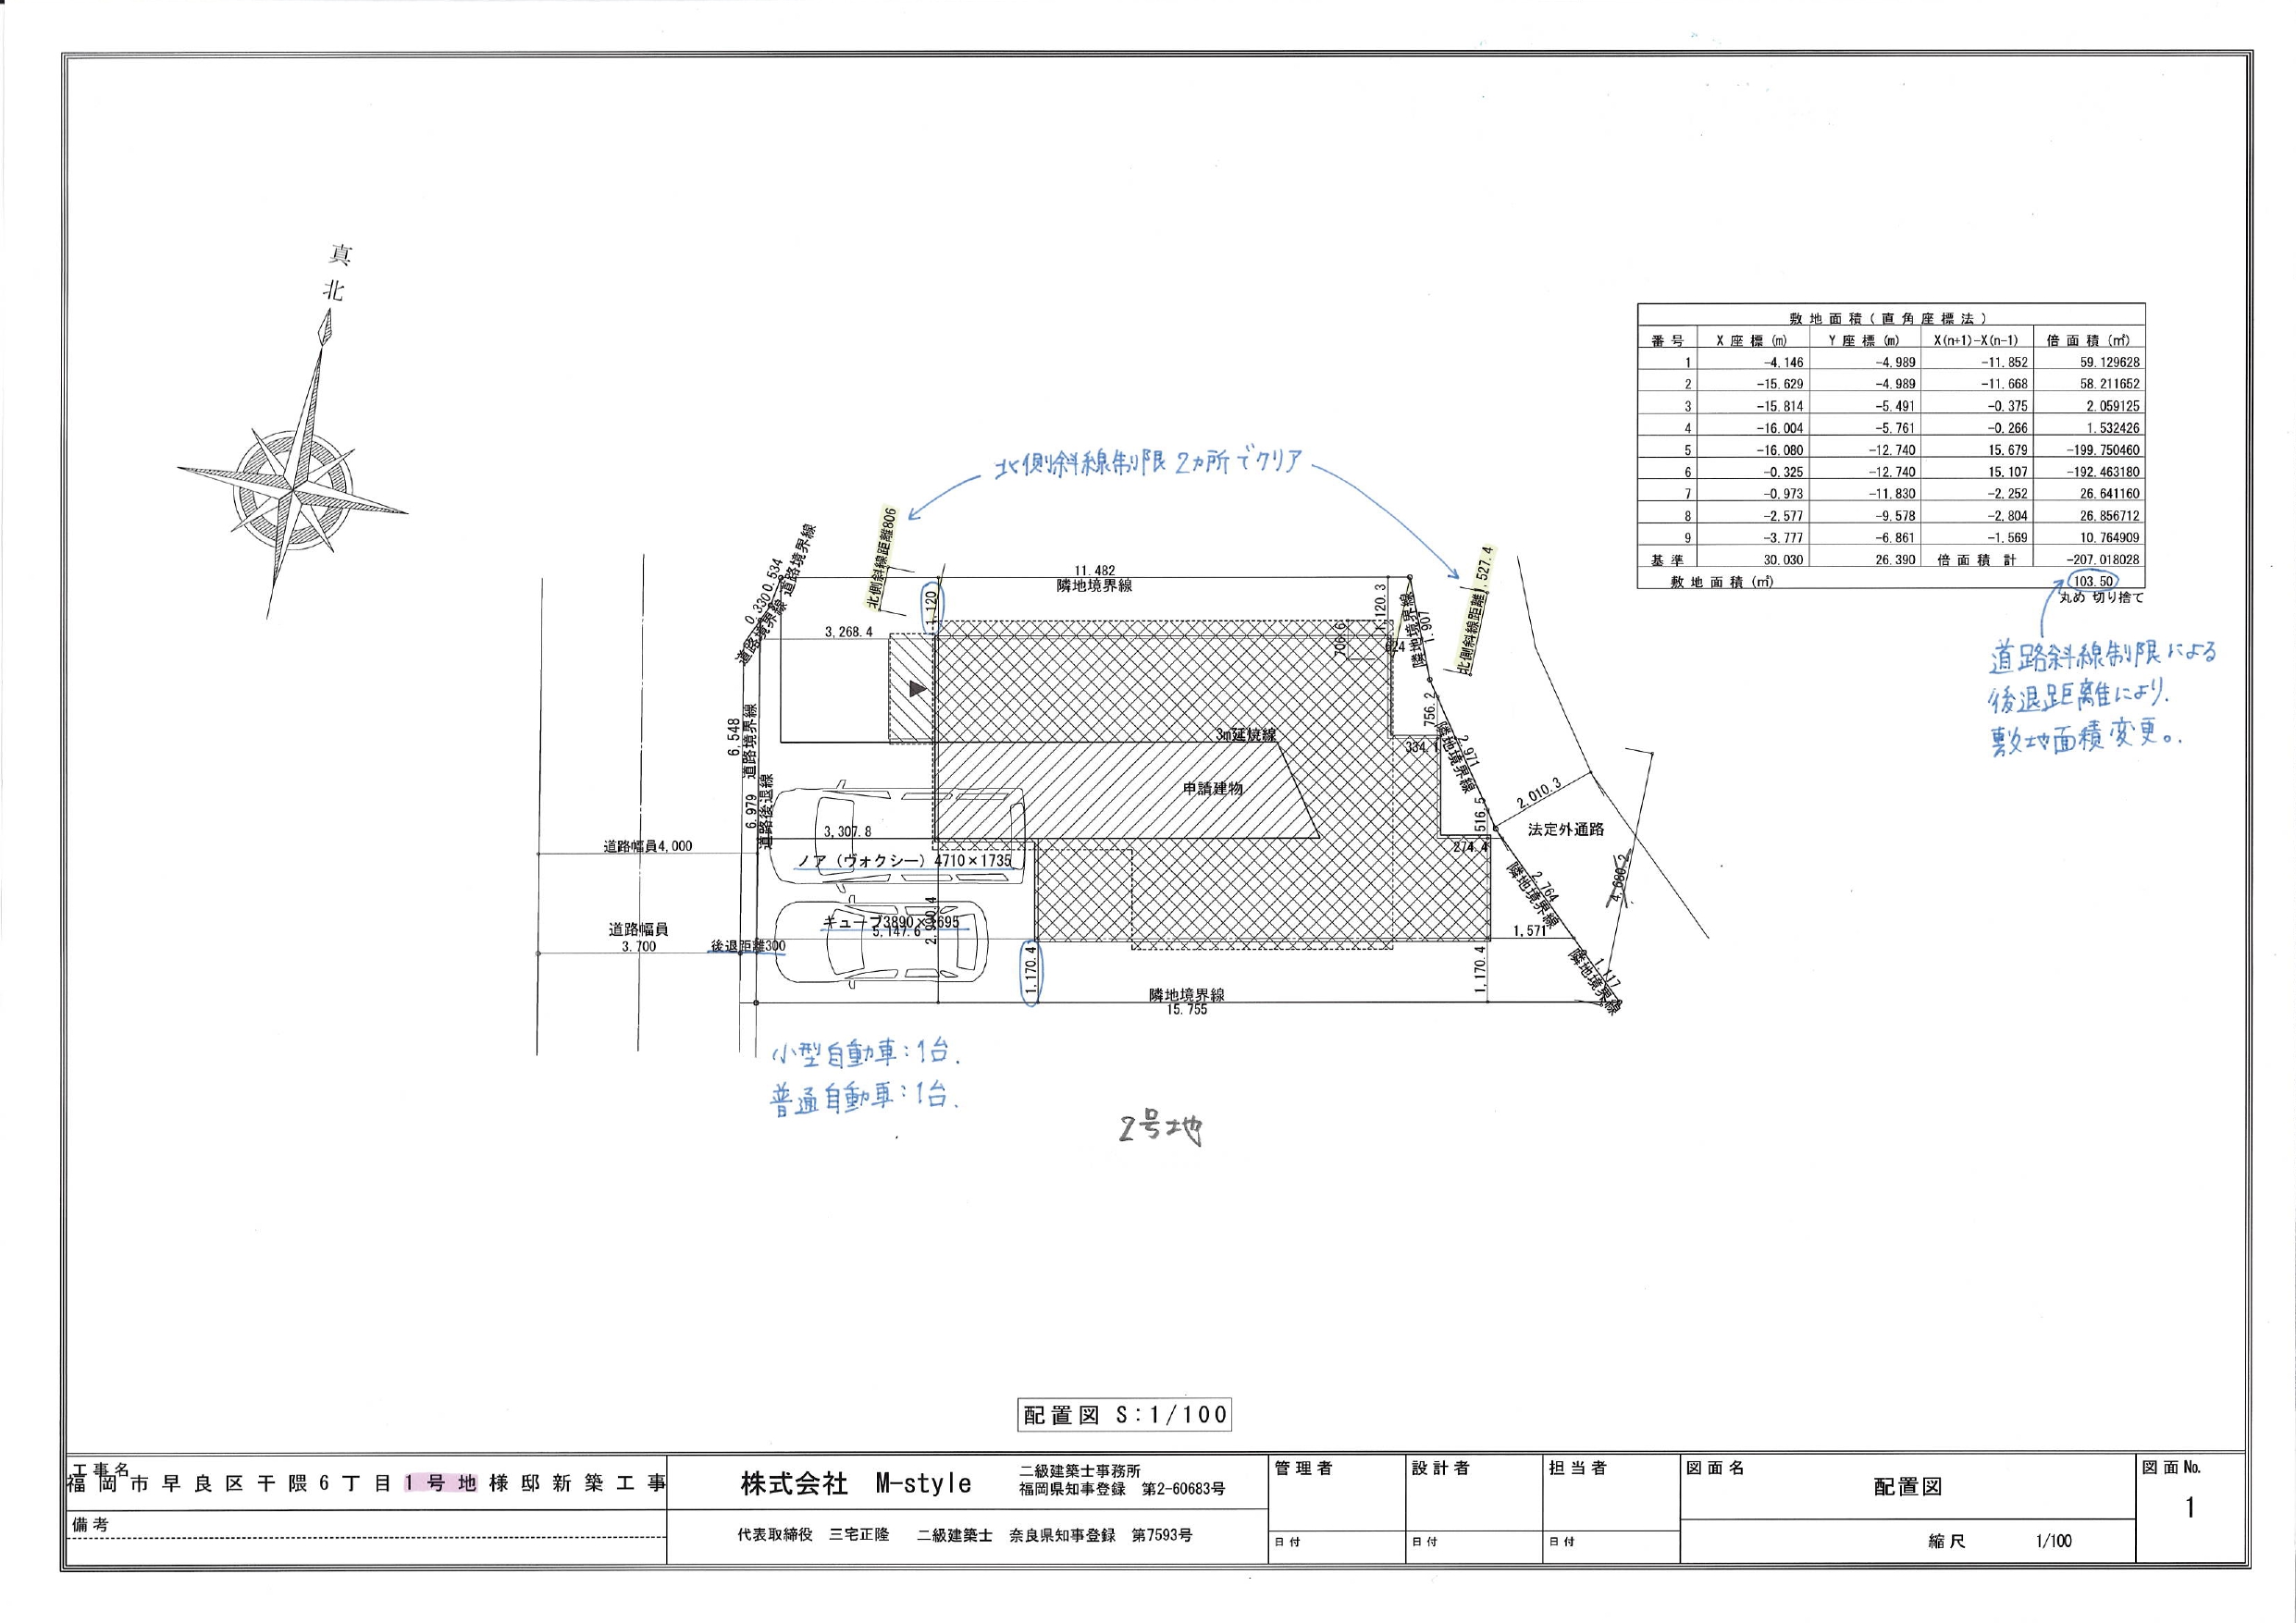 真
北
敷地面積(直角座標法)
番号 X座標(m) Y座標(m) X(n+1)-X(n-1) 倍面積(㎡)
1 -4.146 -4.989 -11.852 59.129628
2 -15.629 -4.989 -11.668 58.211652
3 -15.814 -5.491 -0.375 2.059125
4 -16.004 -5.761 -0.266 1.532426
5 -16.080 -12.740 15.679 -199.750460
6 -0.325 -12.740 15.107 -192.463180
7 -0.973 -11.830 -2.252 26.641160
8 -2.577 -9.578 -2.804 26.856712
9 -3.777 -6.861 -1.569 10.764909
基準 30.030 26.390 倍面積計 -207.018028
敷地面積(㎡) 103.50
丸め 切り捨て
道路斜線制限による
後退距離により.
敷地面積変更。.
北側斜線制限 2ヵ所でクリア
北側斜線距離806
北側斜線距離1,527.4
0.534 道路境界線
0.330
道路境界線
11.482
隣地境界線
1,120
1,120.3
隣地境界線
1.907
3,268.4
706.6
624
756.2
334.1
3m延焼線
2.971
隣地境界線
6,548
道路境界線
6.979
道路後退線
申請建物
516.5
2,010.3
法定外通路
274.4
3,307.8
道路幅員4,000
ノア(ヴォクシー)4710×1735
2.764
隣地境界線
4,680.2
キューブ3890×1695
5,147.6
道路幅員
3.700
後退距離300
1,571
1,170.4
1,170.4
1.117
隣地境界線
隣地境界線
15.755
小型自動車:1台.
普通自動車:1台.
2号地
配置図 S:1/100
工事名
福岡市早良区干隈6丁目1号地様邸新築工事
備考
株式会社 M-style
二級建築士事務所
福岡県知事登録 第2-60683号
代表取締役 三宅正隆 二級建築士 奈良県知事登録 第7593号
管理者
日付
設計者
日付
担当者
日付
図面名
配置図
縮尺 1/100
図面No.
1